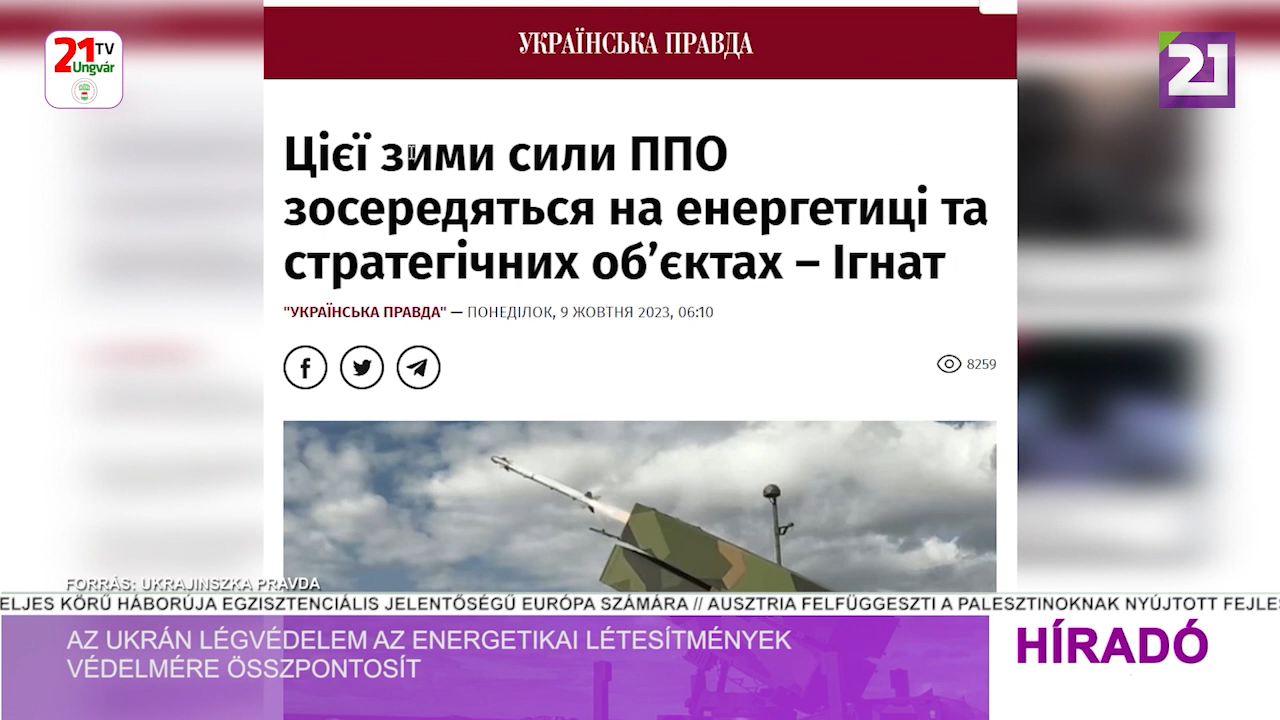 21 TV
Ungvár
21
УКРАЇНСЬКА ПРАВДА
Цієї зими сили ППО
зосередяться на енергетиці та
стратегічних об’єктах – Ігнат
"УКРАЇНСЬКА ПРАВДА" — ПОНЕДІЛОК, 9 ЖОВТНЯ 2023, 06:10
8259
FORRÁS: UKRAJINSZKA PRAVDA
ELJES KÖRŰ HÁBORÚJA EGZISZTENCIÁLIS JELENTŐSÉGŰ EURÓPA SZÁMÁRA // AUSZTRIA FELFÜGGESZTI A PALESZTINOKNAK NYÚJTOTT FEJLES
AZ UKRÁN LÉGVÉDELEM AZ ENERGETIKAI LÉTESÍTMÉNYEK
VÉDELMÉRE ÖSSZPONTOSÍT
HÍRADÓ